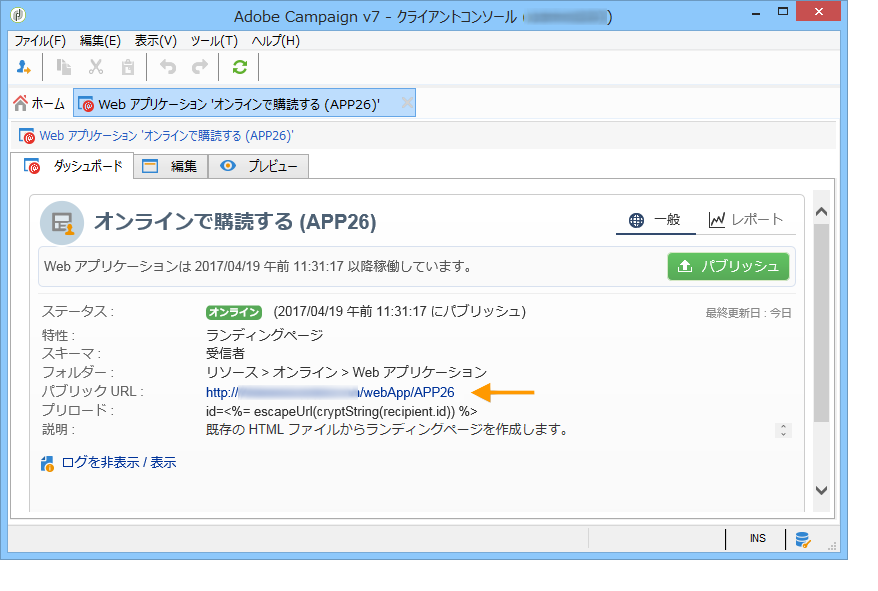 Adobe Campaign v7 - クライアントコンソール ( )
ファイル(F) 編集(E) 表示(V) ツール(T) ヘルプ(H)
ホーム Web アプリケーション 'オンラインで購読する (APP26)'
Web アプリケーション 'オンラインで購読する (APP26)'
ダッシュボード 編集 プレビュー
オンラインで購読する (APP26) 一般 レポート
Web アプリケーションは 2017/04/19 午前 11:31:17 以降稼働しています。 パブリッシュ
ステータス : オンライン (2017/04/19 午前 11:31:17 にパブリッシュ) 最終更新日 : 今日
特性 : ランディングページ
スキーマ : 受信者
フォルダー : リソース > オンライン > Web アプリケーション
パブリック URL : http:// /webApp/APP26
プリロード : id=<%= escapeUrl(cryptString(recipient.id)) %>
説明 : 既存の HTML ファイルからランディングページを作成します。
ログを非表示 / 表示
INS